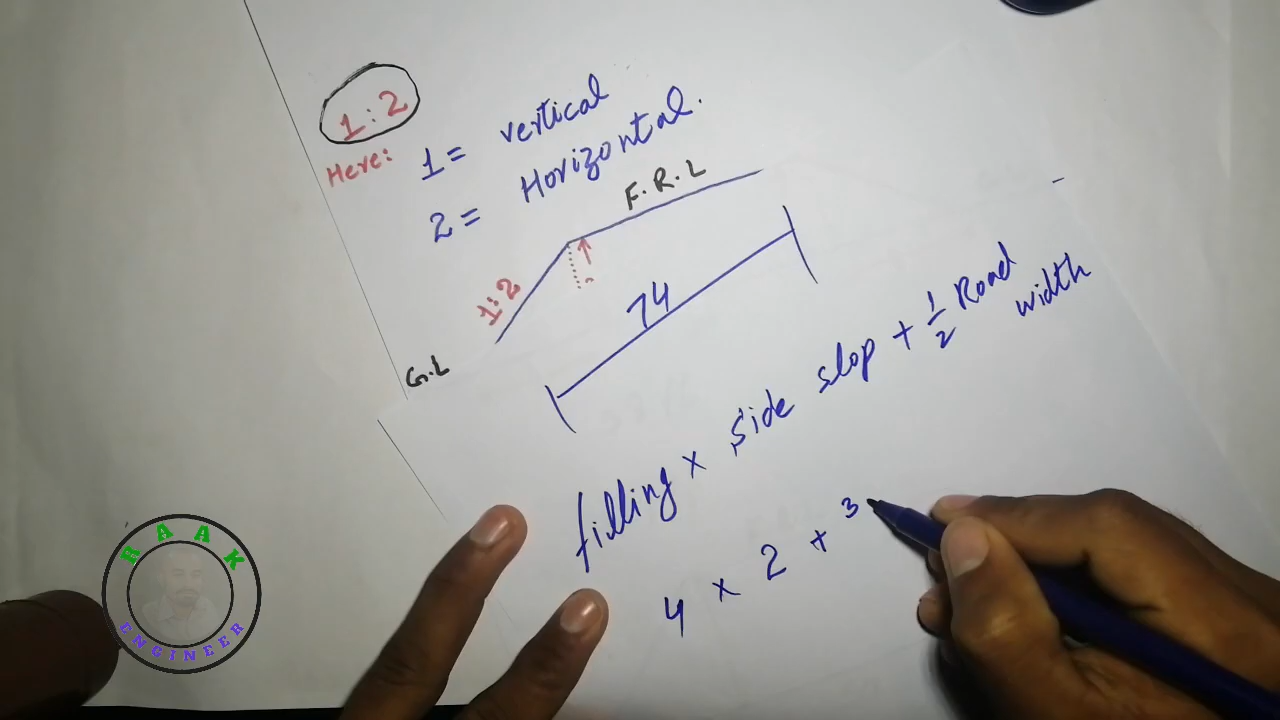 1:2
Here: 1 = vertical
2 = Horizontal.
F.R.L
1:2
74
G.L
filling × side slop + 1/2 Road width
4 × 2 + 3
RAAK
ENGINEER